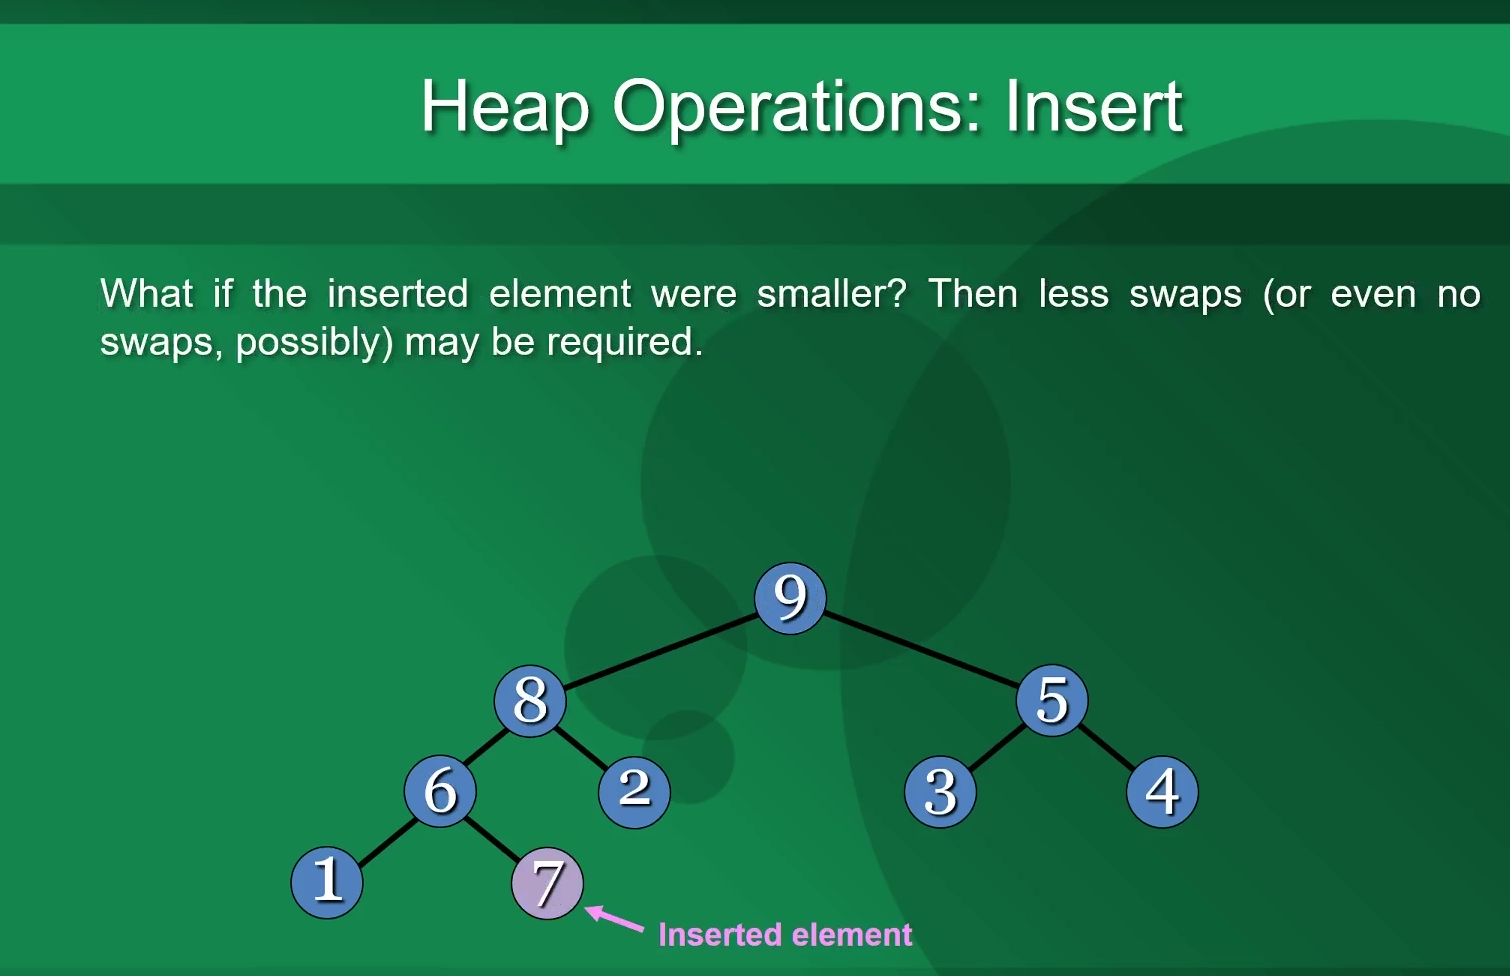 Heap Operations: Insert
What if the inserted element were smaller? Then less swaps (or even no
swaps, possibly) may be required.
9
8
5
6
2
3
4
1
7
Inserted element